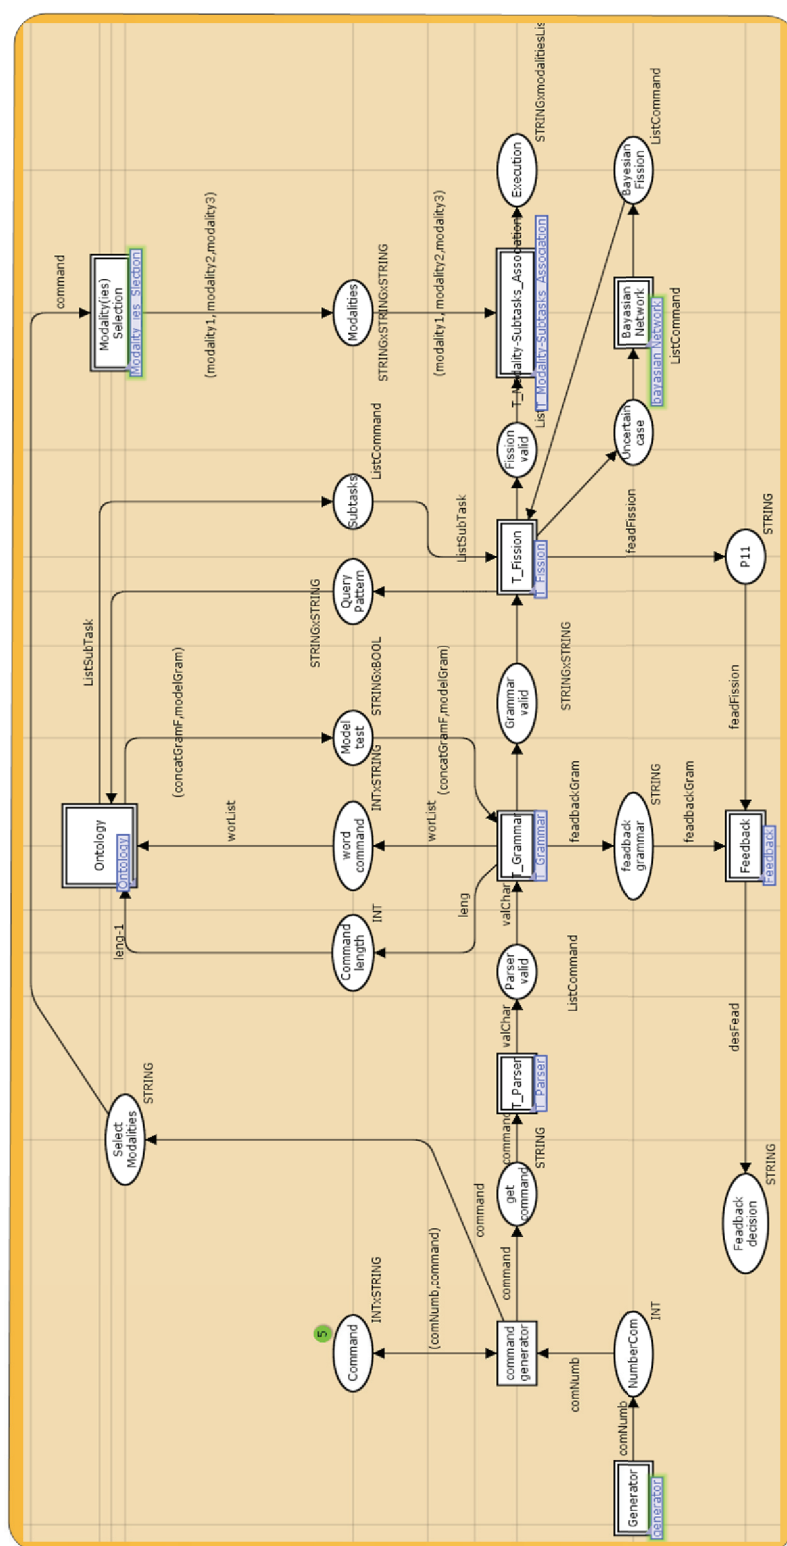 command
Modality(ies)
Selection
Modality_ies_Slection
(modality1, modality2,modality3)
Modalities
STRINGxSTRINGxSTRING
(modality1, modality2,modality3)
T_Modality-Subtasks_Association
T_Modality-Subtasks_Association
Execution
STRINGxmodalitiesLis
Bayesian
Fission
ListCommand
Bayasian
Network
bayasian Network
ListCommand
Uncertain
case
Fission
valid
List
ListSubTask
Subtasks
ListCommand
ListSubTask
Query
Pattern
STRINGxSTRING
T_Fission
T_Fission
feadFission
P11
STRING
feadFission
Ontology
Ontology
(concatGramF,modelGram)
Model
test
STRINGxBOOL
(concatGramF,modelGram)
worList
word
command
INTxSTRING
worList
leng-1
Command
length
INT
leng
Grammar
valid
STRINGxSTRING
T_Grammar
T_Grammar
feadbackGram
feadback
grammar
STRING
feadbackGram
Feedback
Feedback
desFead
Feadback
decision
STRING
valChar
Parser
valid
ListCommand
valChar
T_Parser
T_Parser
command
get
command
STRING
command
Select
Modalities
STRING
command
5
Command
INTxSTRING
(comNumb,command)
command
generator
comNumb
NumberCom
INT
comNumb
Generator
generator